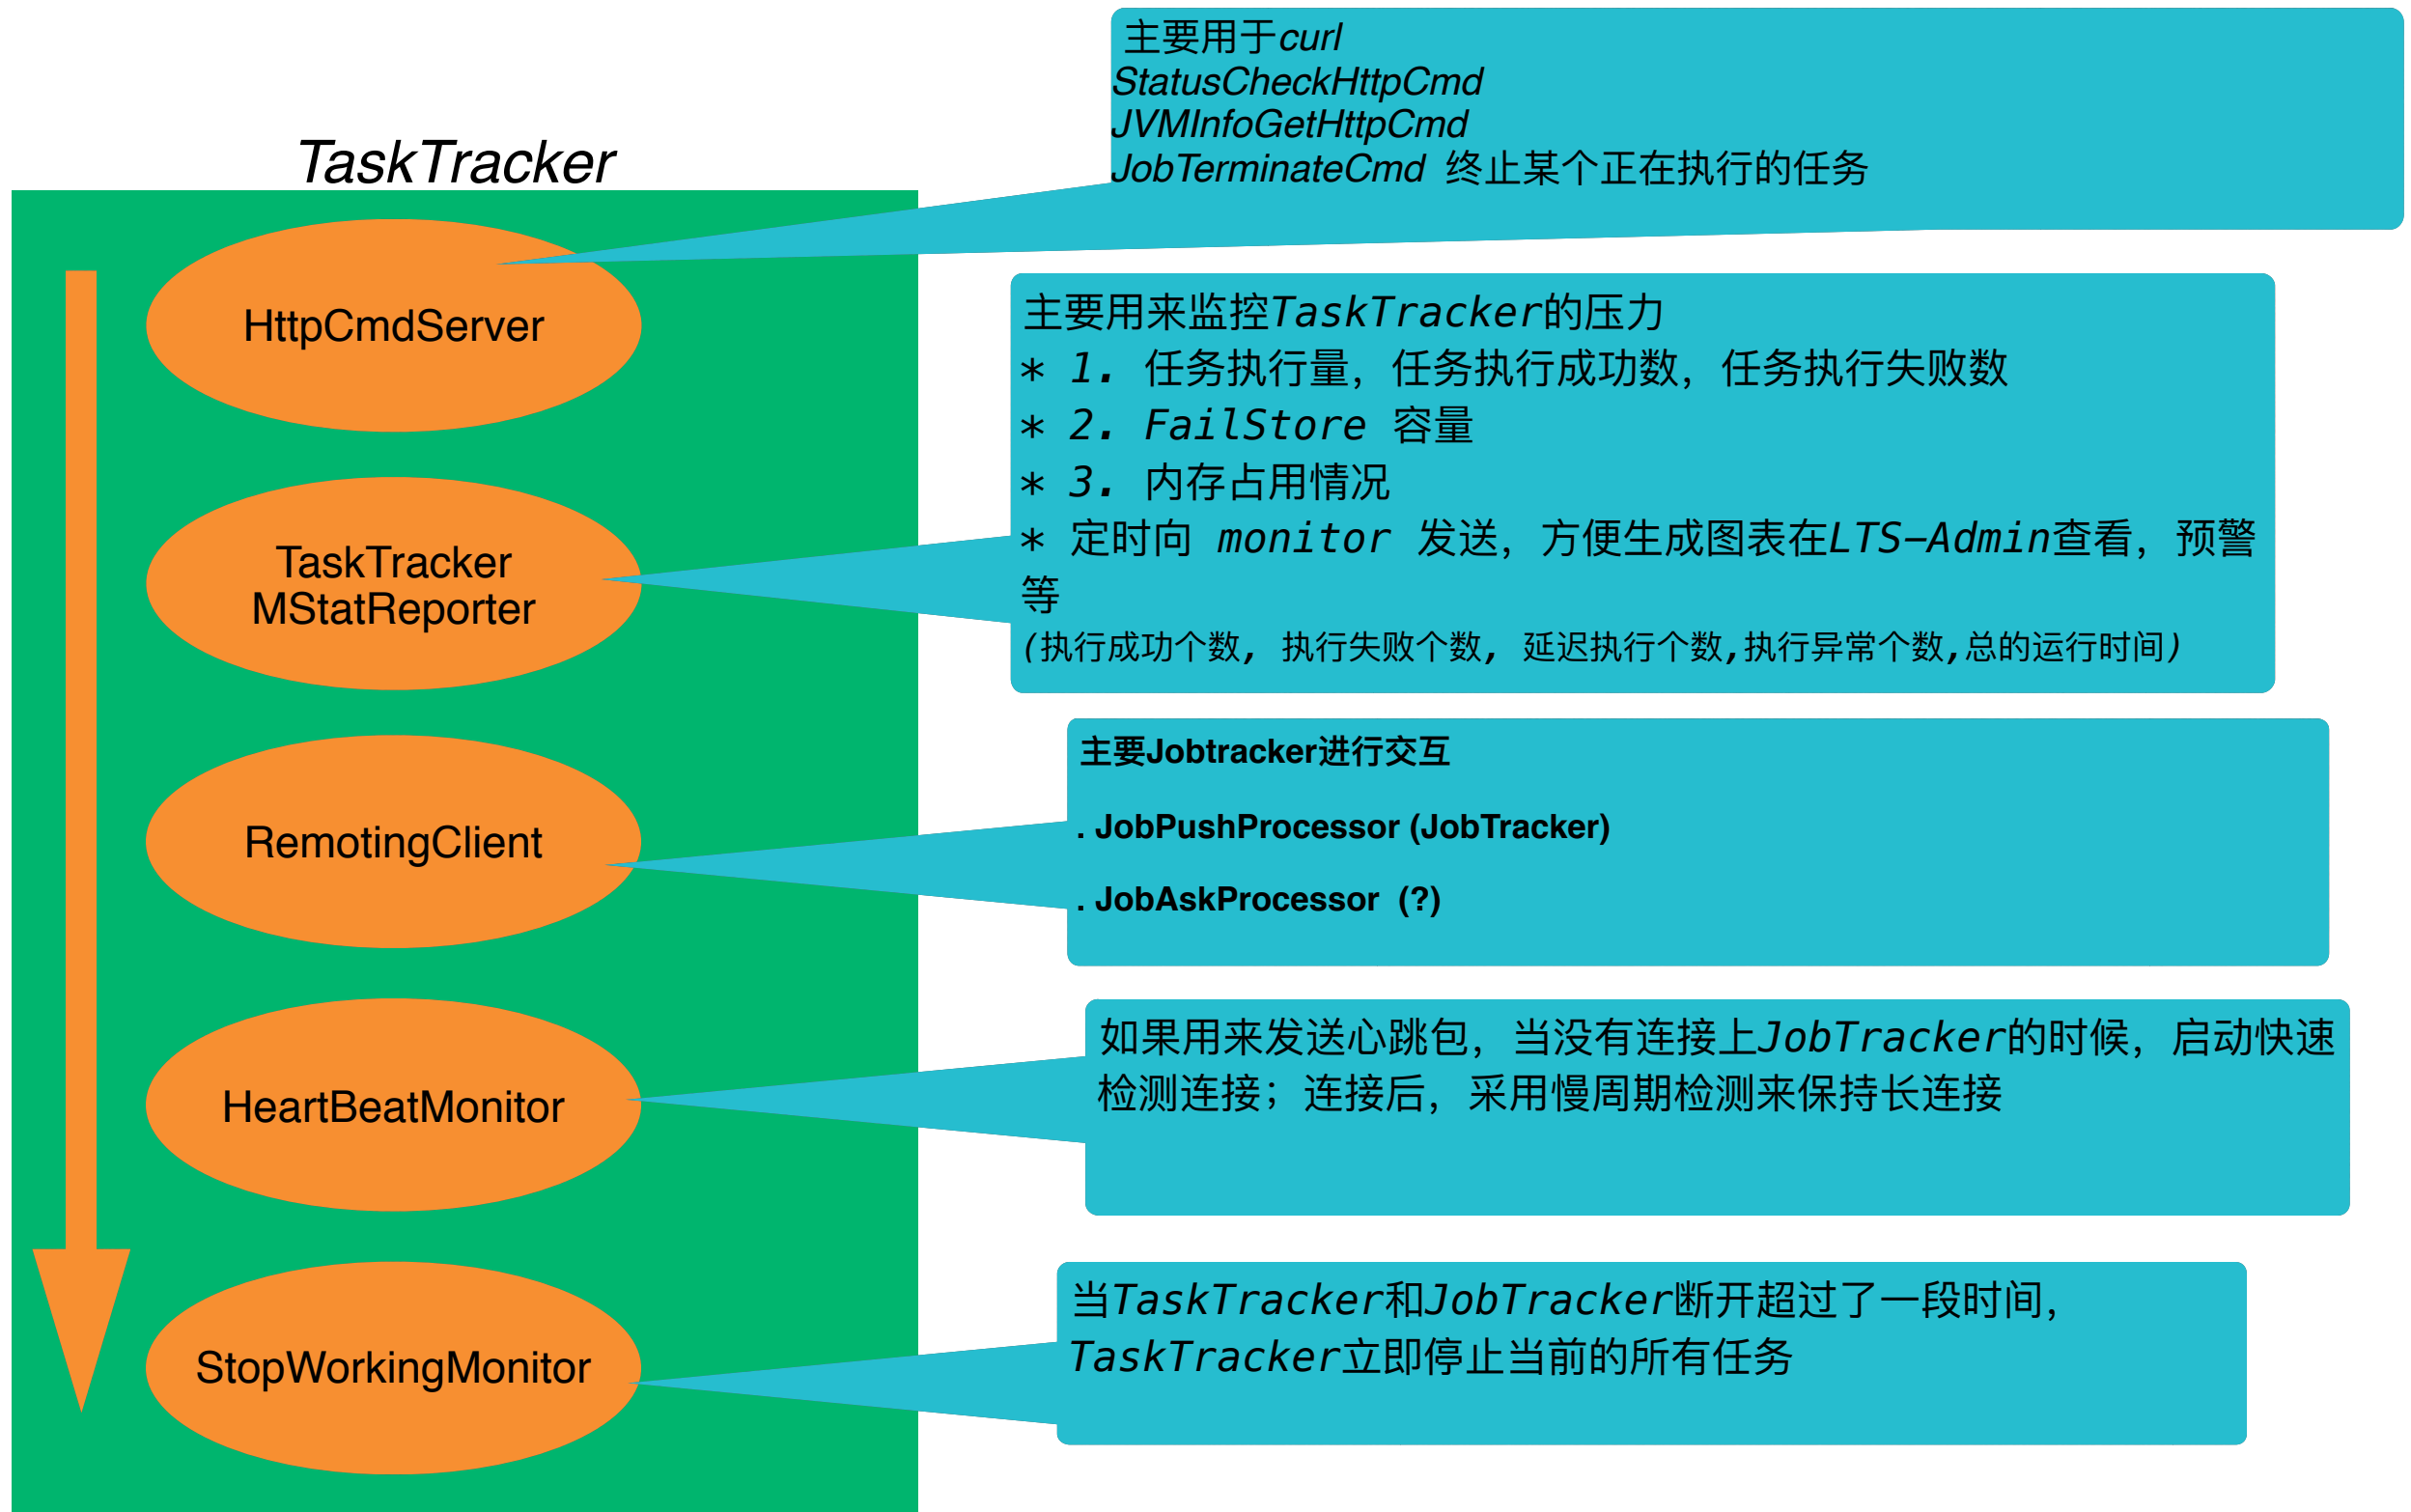 TaskTracker
HttpCmdServer
TaskTracker
MStatReporter
RemotingClient
HeartBeatMonitor
StopWorkingMonitor
主要用于curl
StatusCheckHttpCmd
JVMInfoGetHttpCmd
JobTerminateCmd 终止某个正在执行的任务
主要用来监控TaskTracker的压力
* 1. 任务执行量，任务执行成功数，任务执行失败数
* 2. FailStore 容量
* 3. 内存占用情况
* 定时向 monitor 发送，方便生成图表在LTS-Admin查看，预警
等
(执行成功个数, 执行失败个数, 延迟执行个数,执行异常个数,总的运行时间)
主要Jobtracker进行交互
. JobPushProcessor (JobTracker)
. JobAskProcessor (?)
如果用来发送心跳包，当没有连接上JobTracker的时候，启动快速
检测连接；连接后，采用慢周期检测来保持长连接
当TaskTracker和JobTracker断开超过了一段时间，
TaskTracker立即停止当前的所有任务